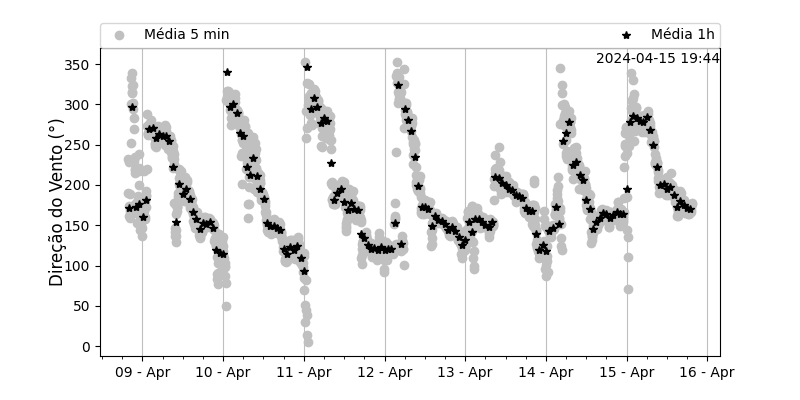 Média 5 min
Média 1h
2024-04-15 19:44
Direção do Vento (°)
350
300
250
200
150
100
50
0
09 - Apr
10 - Apr
11 - Apr
12 - Apr
13 - Apr
14 - Apr
15 - Apr
16 - Apr